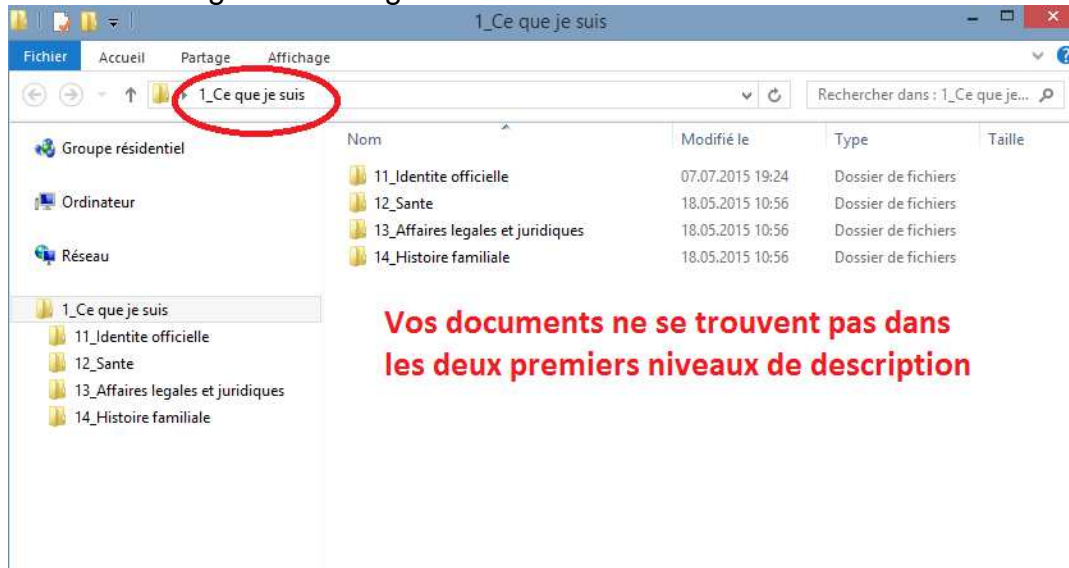 1_Ce que je suis
Fichier Accueil Partage Affichage
1_Ce que je suis
Rechercher dans : 1_Ce que je...
Groupe résidentiel
Ordinateur
Réseau
1_Ce que je suis
11_Identite officielle
12_Sante
13_Affaires legales et juridiques
14_Histoire familiale
Nom Modifié le Type Taille
11_Identite officielle 07.07.2015 19:24 Dossier de fichiers
12_Sante 18.05.2015 10:56 Dossier de fichiers
13_Affaires legales et juridiques 18.05.2015 10:56 Dossier de fichiers
14_Histoire familiale 18.05.2015 10:56 Dossier de fichiers
Vos documents ne se trouvent pas dans
les deux premiers niveaux de description